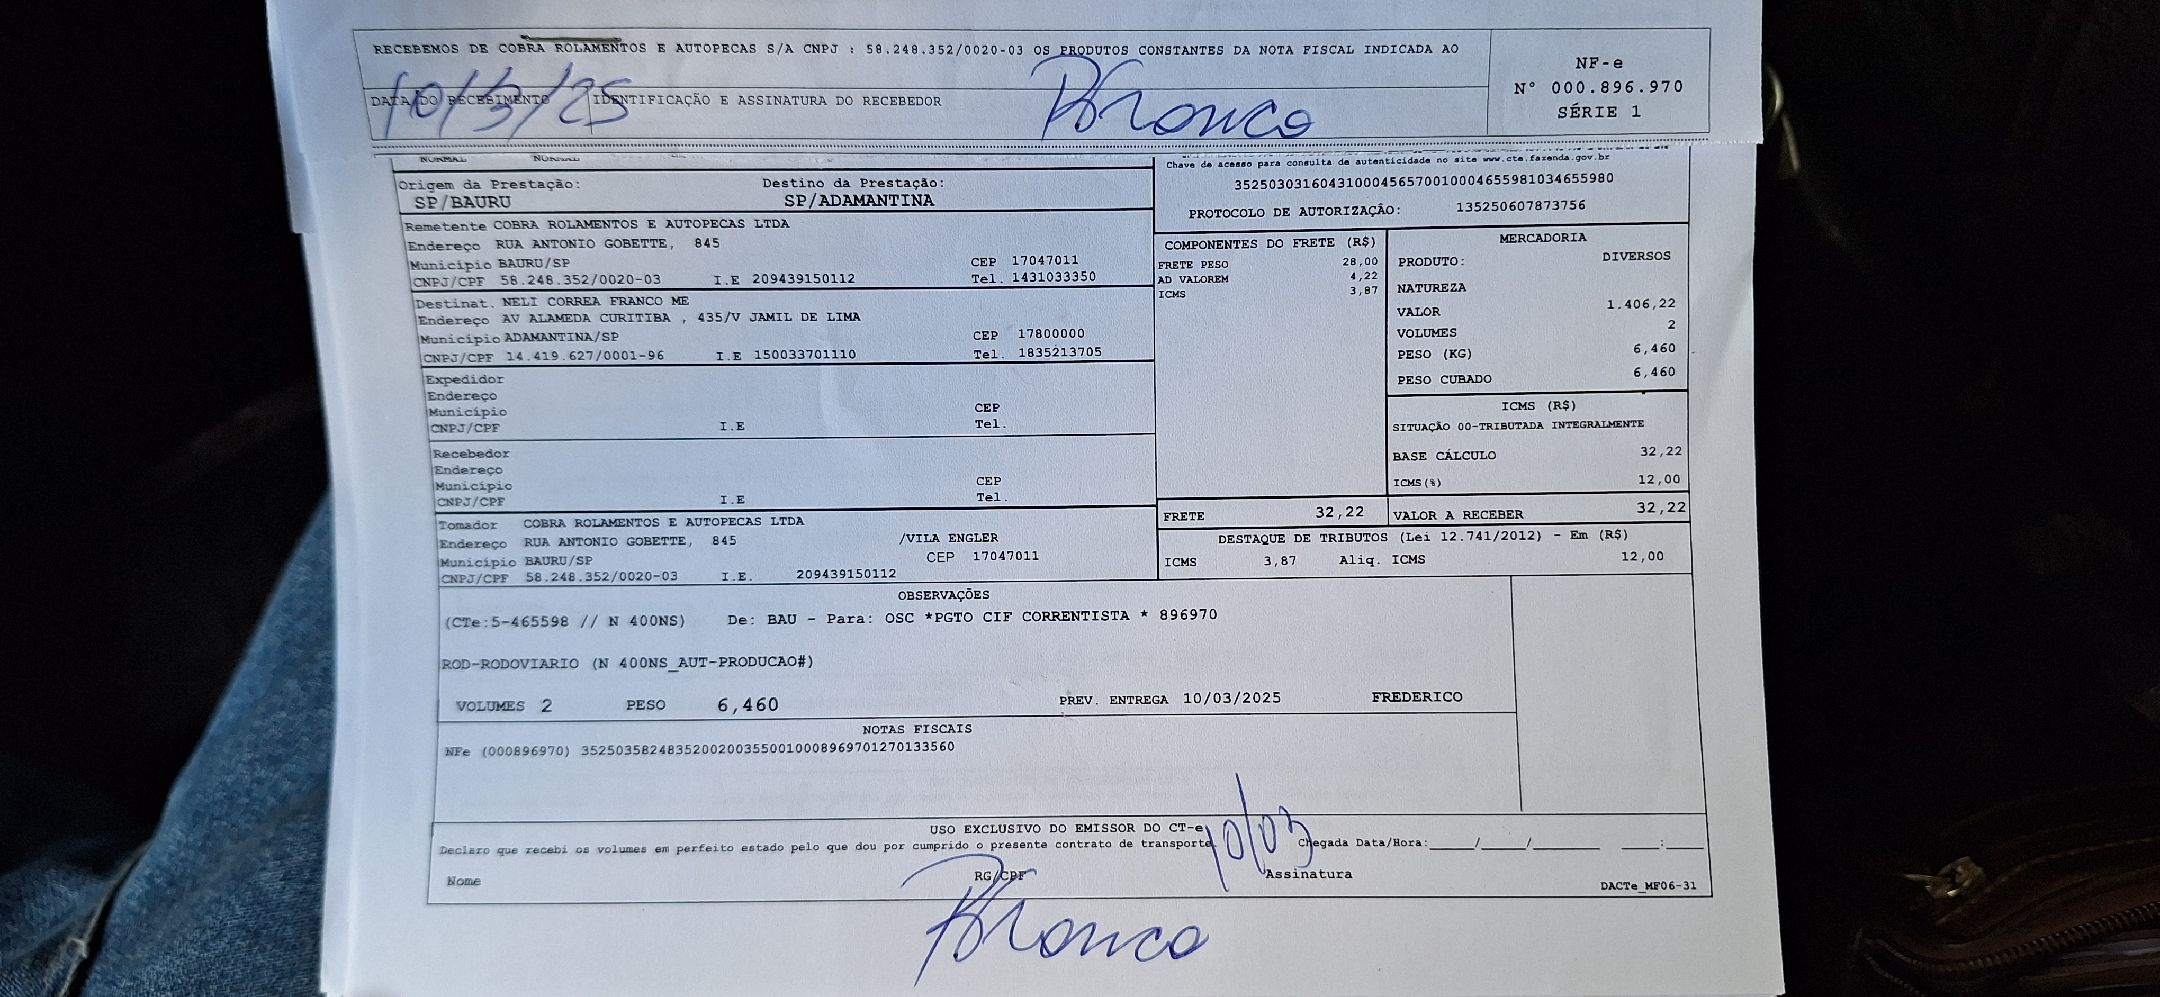 RECEBEMOS DE COBRA ROLAMENTOS E AUTOPECAS S/A CNPJ : 58.248.352/0020-03 OS PRODUTOS CONSTANTES DA NOTA FISCAL INDICADA AO
DATA DO RECEBIMENTO IDENTIFICAÇÃO E ASSINATURA DO RECEBEDOR
10/3/25
NF-e
N° 000.896.970
SÉRIE 1
NORMAL NORMAL
Chave de acesso para consulta de autenticidade no site www.cte.fazenda.gov.br
35250303160431000456570010004655981034655980
PROTOCOLO DE AUTORIZAÇÃO: 135250607873756
Origem da Prestação: Destino da Prestação:
SP/BAURU SP/ADAMANTINA
Remetente COBRA ROLAMENTOS E AUTOPECAS LTDA
Endereço RUA ANTONIO GOBETTE, 845
Município BAURU/SP CEP 17047011
CNPJ/CPF 58.248.352/0020-03 I.E 209439150112 Tel. 1431033350
Destinat. NELI CORREA FRANCO ME
Endereço AV ALAMEDA CURITIBA , 435/V JAMIL DE LIMA
Município ADAMANTINA/SP CEP 17800000
CNPJ/CPF 14.419.627/0001-96 I.E 150033701110 Tel. 1835213705
Expedidor
Endereço
Município CEP
CNPJ/CPF I.E Tel.
Recebedor
Endereço
Município CEP
CNPJ/CPF I.E Tel.
Tomador COBRA ROLAMENTOS E AUTOPECAS LTDA
Endereço RUA ANTONIO GOBETTE, 845 /VILA ENGLER
Município BAURU/SP CEP 17047011
CNPJ/CPF 58.248.352/0020-03 I.E. 209439150112
COMPONENTES DO FRETE (R$)
FRETE PESO 28,00
AD VALOREM 4,22
ICMS 3,87
MERCADORIA
PRODUTO: DIVERSOS
NATUREZA
VALOR 1.406,22
VOLUMES 2
PESO (KG) 6,460
PESO CUBADO 6,460
ICMS (R$)
SITUAÇÃO 00-TRIBUTADA INTEGRALMENTE
BASE CÁLCULO 32,22
ICMS(%) 12,00
FRETE 32,22 VALOR A RECEBER 32,22
DESTAQUE DE TRIBUTOS (Lei 12.741/2012) - Em (R$)
ICMS 3,87 Aliq. ICMS 12,00
OBSERVAÇÕES
(CTe:5-465598 // N 400NS) De: BAU - Para: OSC *PGTO CIF CORRENTISTA * 896970
ROD-RODOVIARIO (N 400NS_AUT-PRODUCAO#)
VOLUMES 2 PESO 6,460 PREV. ENTREGA 10/03/2025 FREDERICO
NOTAS FISCAIS
NFe (000896970) 35250358248352002003550010008969701270133560
USO EXCLUSIVO DO EMISSOR DO CT-e
10/03
Declaro que recebi os volumes em perfeito estado pelo que dou por cumprido o presente contrato de transporte. Chegada Data/Hora:____/____/________ ____:____
Nome RG/CPF Assinatura
DACTe_MF06-31